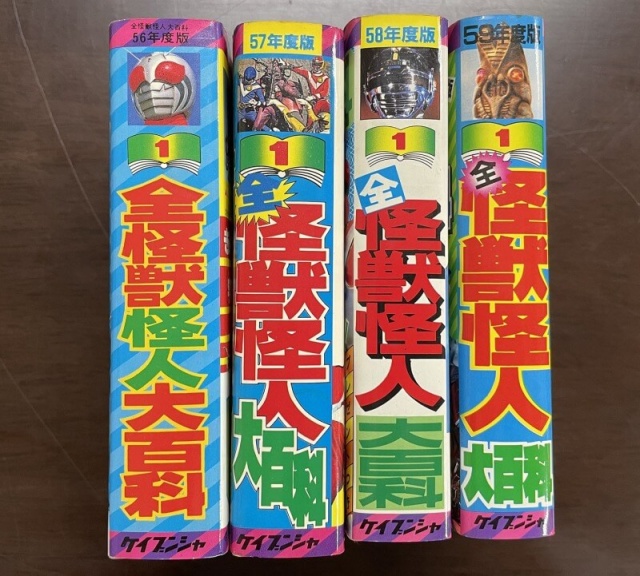 全怪獣怪人大百科
56年度版
1
全怪獣怪人大百科
ケイブンシャ
57年度版
1
全
怪獣怪人
大百科
ケイブンシャ
58年度版
1
全
怪獣怪人
大百科
ケイブンシャ
59年度版
1
全
怪獣怪人
大百科
ケイブンシャ